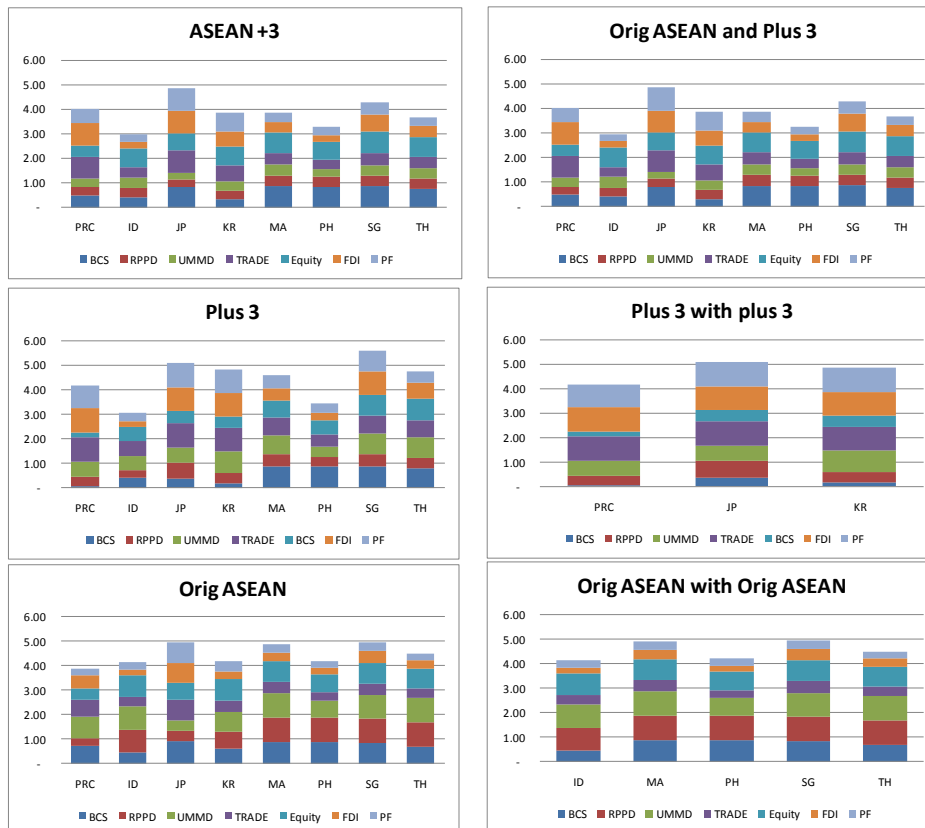 ASEAN +3
6.00
5.00
4.00
3.00
2.00
1.00
-
PRC ID JP KR MA PH SG TH
BCS RPPD UMMD TRADE Equity FDI PF
Orig ASEAN and Plus 3
6.00
5.00
4.00
3.00
2.00
1.00
-
PRC ID JP KR MA PH SG TH
BCS RPPD UMMD TRADE Equity FDI PF
Plus 3
6.00
5.00
4.00
3.00
2.00
1.00
-
PRC ID JP KR MA PH SG TH
BCS RPPD UMMD TRADE BCS FDI PF
Plus 3 with plus 3
6.00
5.00
4.00
3.00
2.00
1.00
-
PRC JP KR
BCS RPPD UMMD TRADE BCS FDI PF
Orig ASEAN
6.00
5.00
4.00
3.00
2.00
1.00
-
PRC ID JP KR MA PH SG TH
BCS RPPD UMMD TRADE Equity FDI PF
Orig ASEAN with Orig ASEAN
6.00
5.00
4.00
3.00
2.00
1.00
-
ID MA PH SG TH
BCS RPPD UMMD TRADE Equity FDI PF